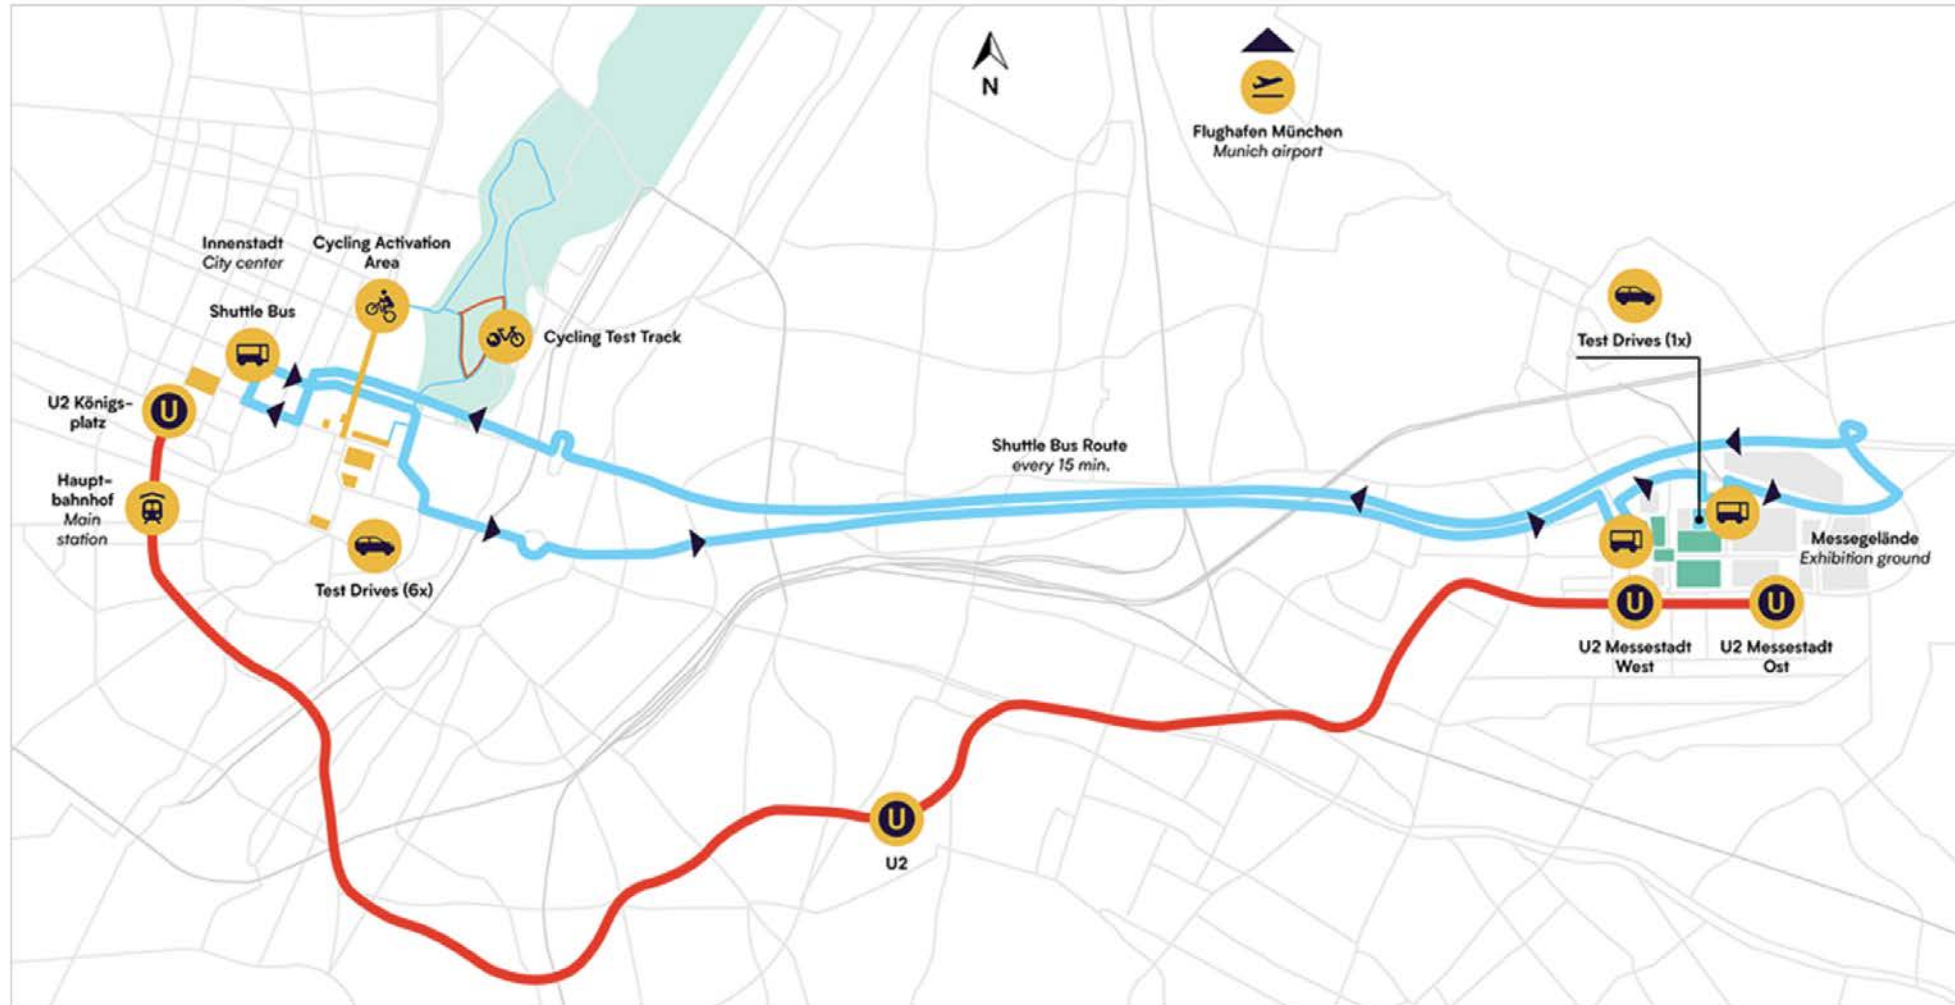 N
Flughafen München
Munich airport
Innenstadt
City center
Cycling Activation
Area
Shuttle Bus
Cycling Test Track
Test Drives (1x)
U2 Königs-
platz
U
Shuttle Bus Route
every 15 min.
Haupt-
bahnhof
Main
station
Messegelände
Exhibition ground
Test Drives (6x)
U
U
U2 Messestadt
West
U2 Messestadt
Ost
U
U2